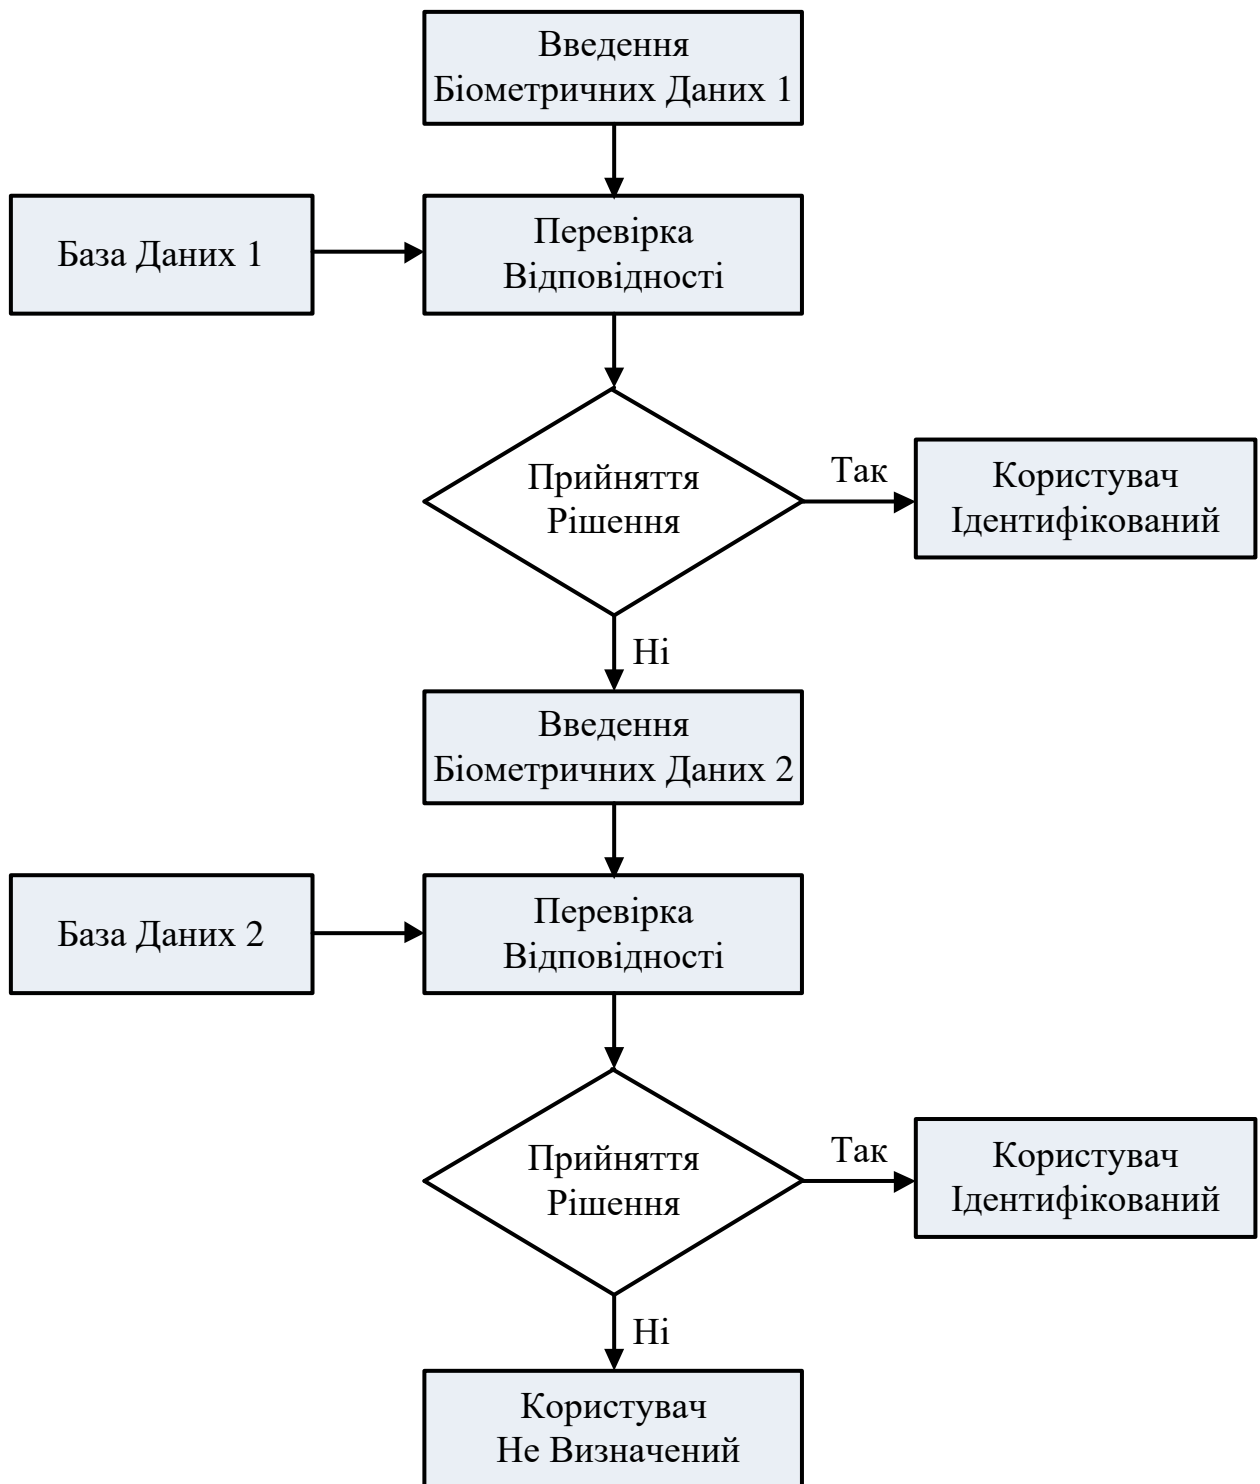 Введення
Біометричних Даних 1
База Даних 1
Перевірка
Відповідності
Прийняття
Рішення
Так
Користувач
Ідентифікований
Ні
Введення
Біометричних Даних 2
База Даних 2
Перевірка
Відповідності
Прийняття
Рішення
Так
Користувач
Ідентифікований
Ні
Користувач
Не Визначений